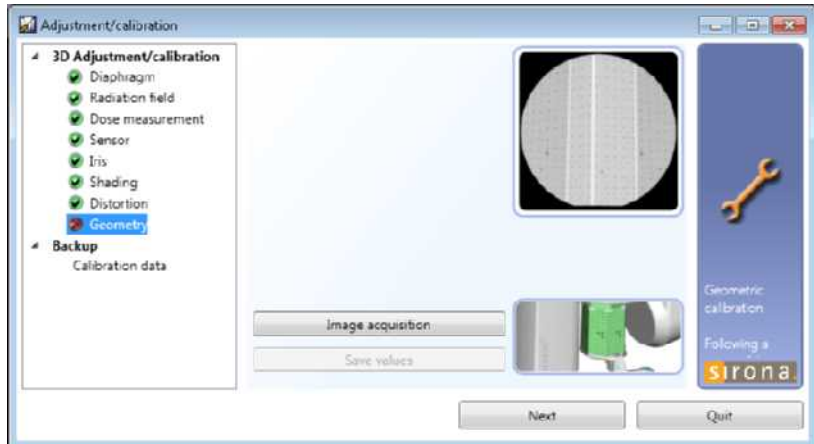 Adjustment/calibration
3D Adjustment/calibration
Diaphragm
Radiation field
Dose measurement
Sensor
Iris
Shading
Distortion
Geometry
Backup
Calibration data
Image acquisition
Save values
Geometric
calibration
Following a
sirona.
Next
Quit